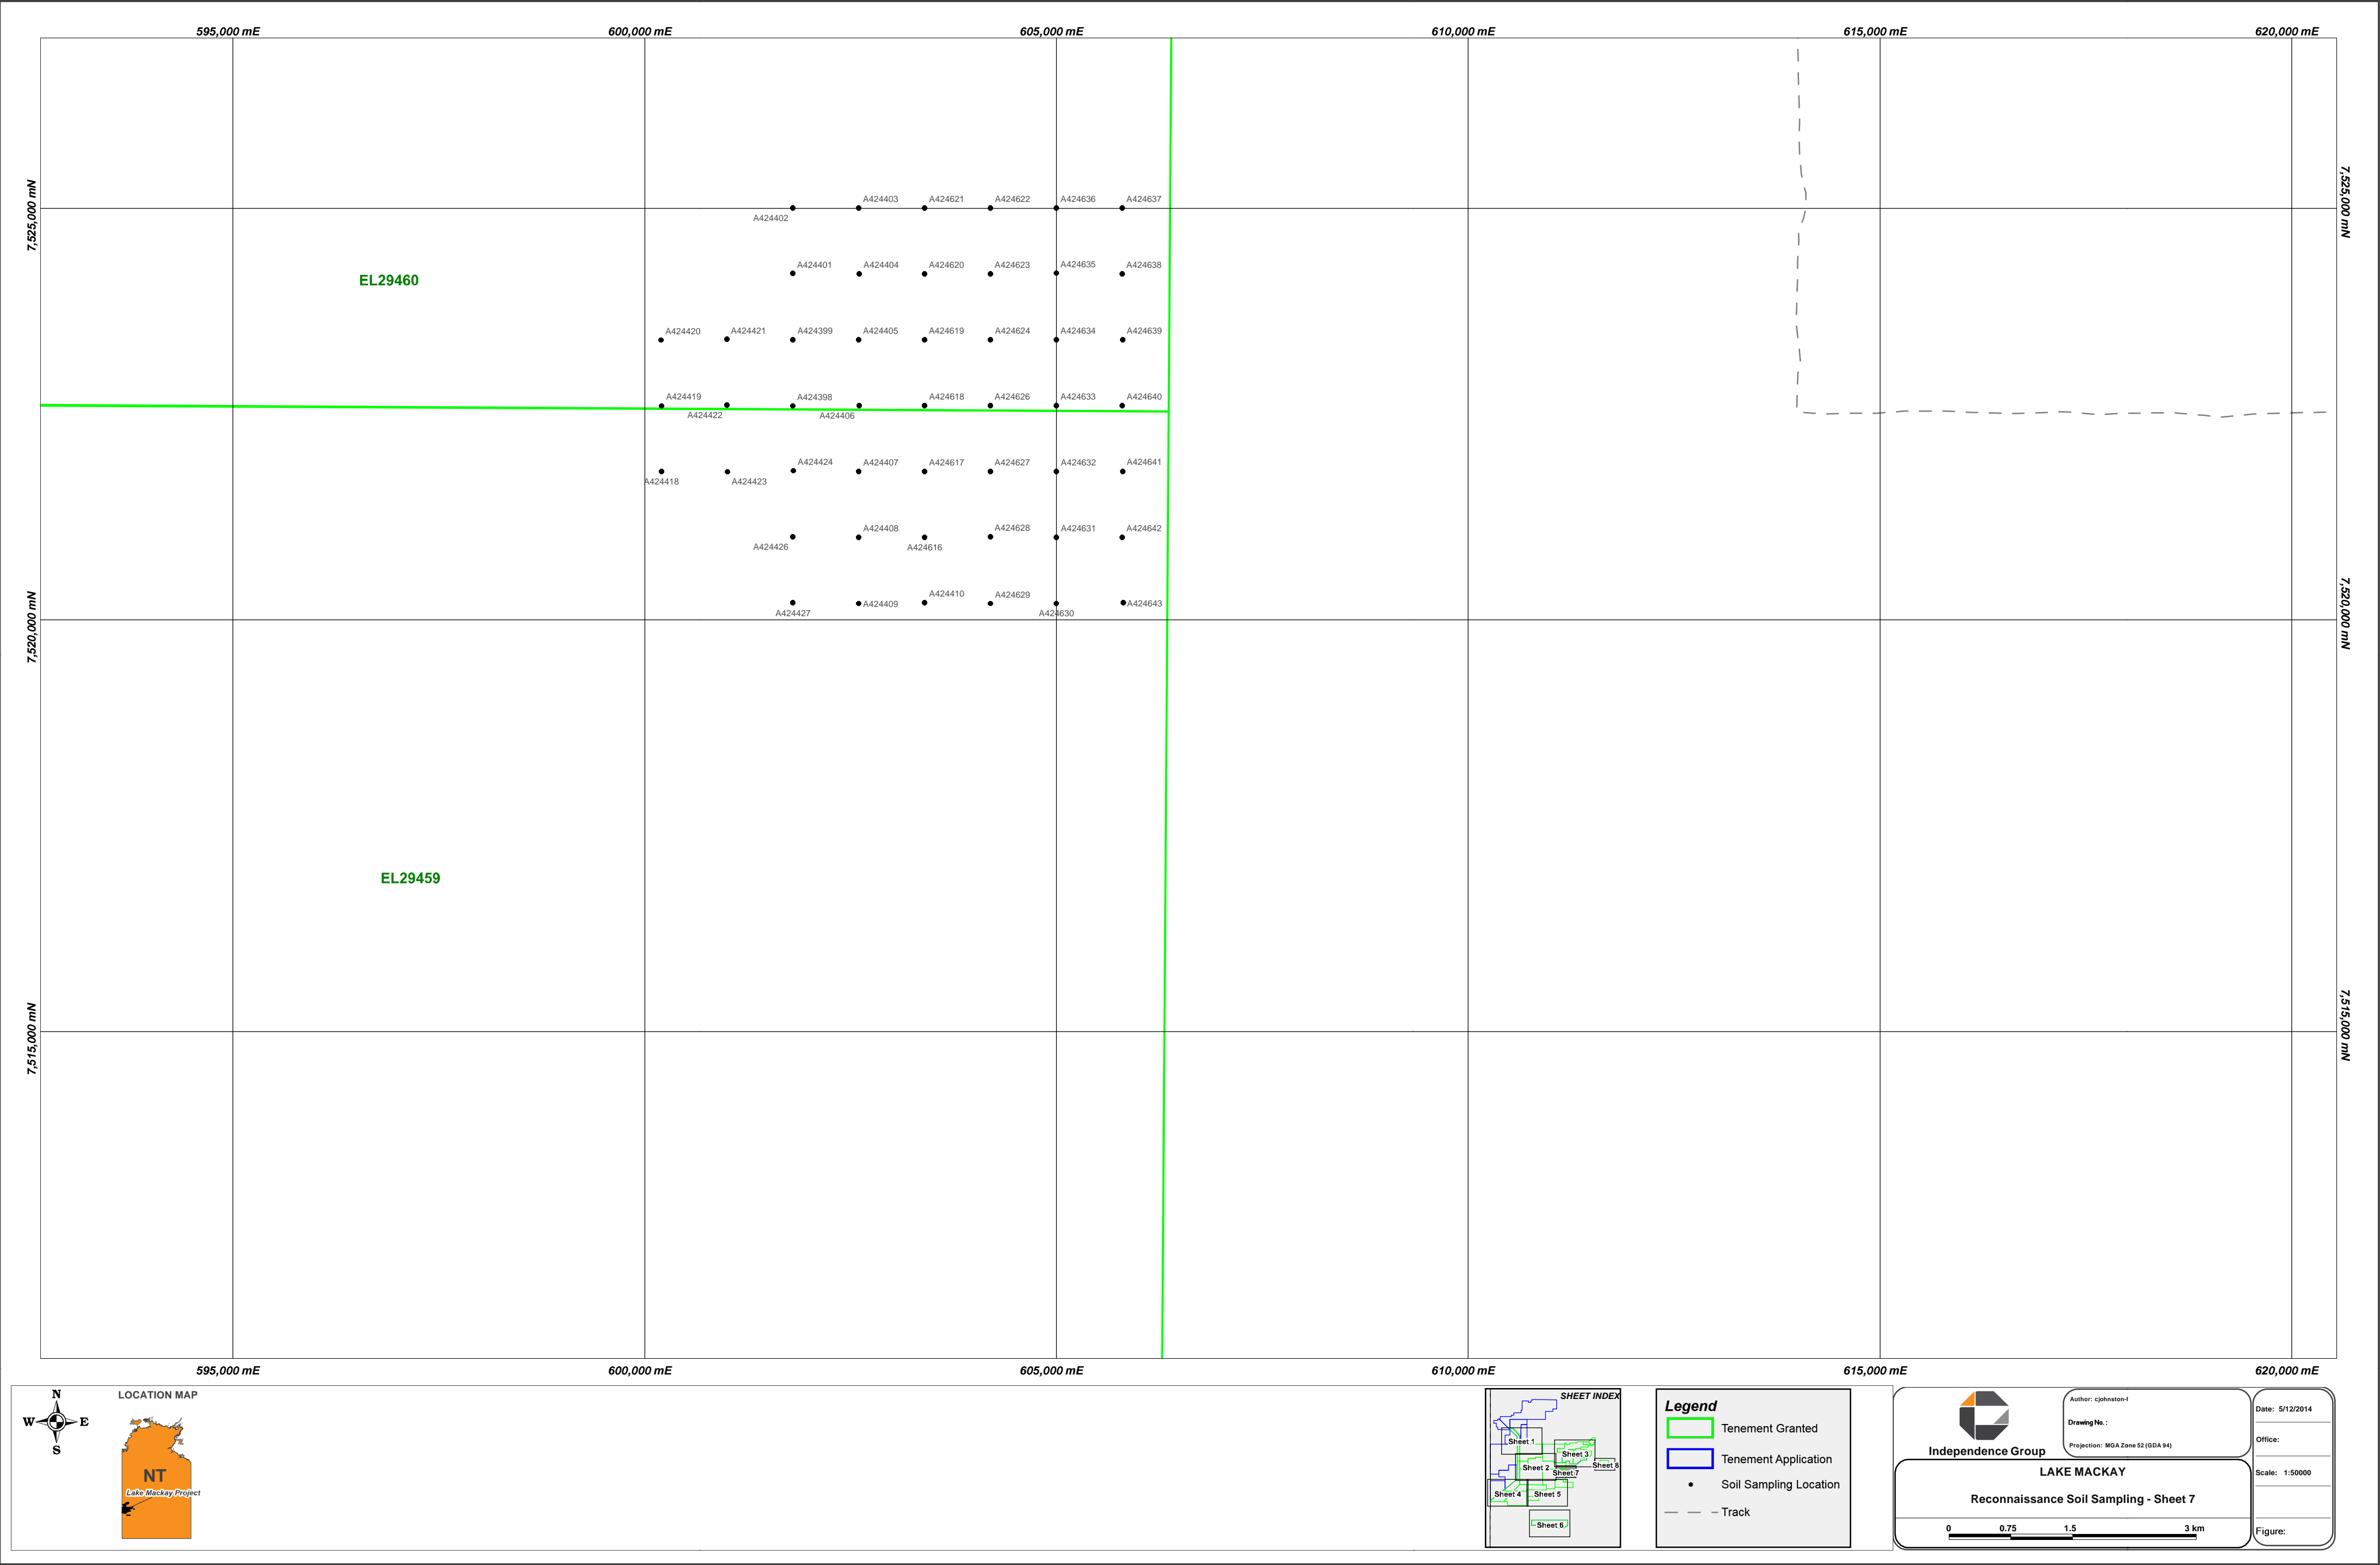 595,000 mE 600,000 mE 605,000 mE 610,000 mE 615,000 mE 620,000 mE
7,525,000 mN 7,525,000 mN
A424403 A424621 A424622 A424636 A424637
A424402
A424401 A424404 A424620 A424623 A424635 A424638
EL29460
A424420 A424421 A424399 A424405 A424619 A424624 A424634 A424639
A424419 A424398 A424618 A424626 A424633 A424640
A424422 A424406
A424424 A424407 A424617 A424627 A424632 A424641
A424418 A424423
A424408 A424628 A424631 A424642
A424426 A424616
A424410 A424629
A424409 A424643
A424427 A424630
7,520,000 mN 7,520,000 mN
EL29459
7,515,000 mN 7,515,000 mN
595,000 mE 600,000 mE 605,000 mE 610,000 mE 615,000 mE 620,000 mE
N
W E
S
LOCATION MAP
NT
Lake Mackay Project
SHEET INDEX
Sheet 1
Sheet 3
Sheet 2
Sheet 8
Sheet 7
Sheet 4 Sheet 5
Sheet 6
Legend
Tenement Granted
Tenement Application
Soil Sampling Location
Track
Independence Group
Author: cjohnston-l
Drawing No. :
Projection: MGA Zone 52 (GDA 94)
Date: 5/12/2014
Office:
Scale: 1:50000
Figure:
LAKE MACKAY
Reconnaissance Soil Sampling - Sheet 7
0 0.75 1.5 3 km